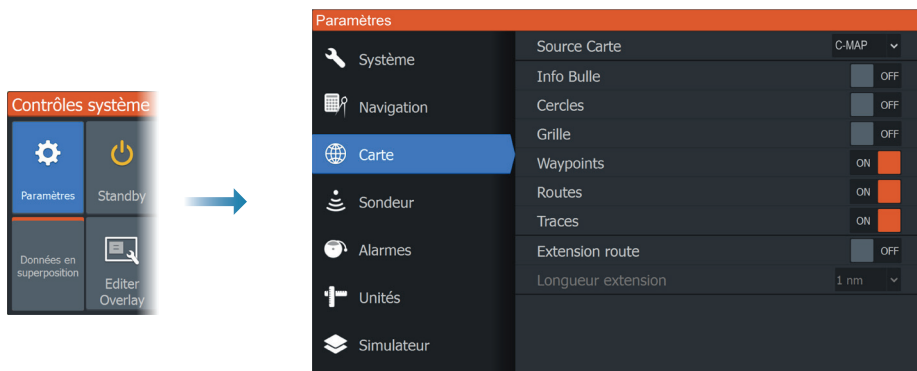 Contrôles système
Paramètres
Standby
Données en
superposition
Editer
Overlay
Paramètres
Système
Navigation
Carte
Sondeur
Alarmes
Unités
Simulateur
Source Carte C-MAP
Info Bulle OFF
Cercles OFF
Grille OFF
Waypoints ON
Routes ON
Traces ON
Extension route OFF
Longueur extension 1 nm